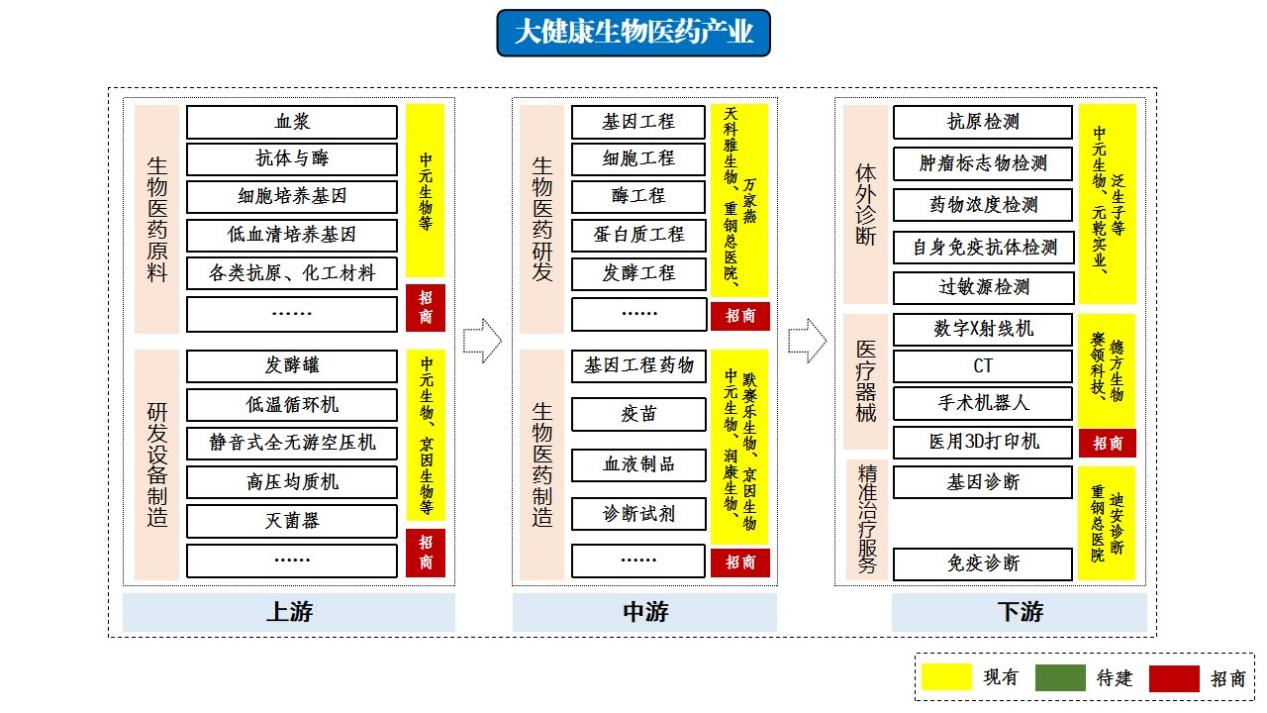 大健康生物医药产业
生物医药原料
血浆
抗体与酶
细胞培养基因
低血清培养基因
各类抗原、化工材料
……
中元生物等
招商
研发设备制造
发酵罐
低温循环机
静音式全无游空压机
高压均质机
灭菌器
……
中元生物、京因生物等
招商
上游
生物医药研发
基因工程
细胞工程
酶工程
蛋白质工程
发酵工程
……
天科雅生物、重钢总医院、
万家燕
招商
生物医药制造
基因工程药物
疫苗
血液制品
诊断试剂
……
中元生物、润康生物、
默赛乐生物、京因生物
招商
中游
体外诊断
抗原检测
肿瘤标志物检测
药物浓度检测
自身免疫抗体检测
过敏源检测
中元生物、元乾实业、
泛生子等
医疗器械
数字X射线机
CT
手术机器人
医用3D打印机
赛领科技、
德方生物
招商
精准治疗服务
基因诊断
免疫诊断
重钢总医院
迪安诊断
下游
现有
待建
招商